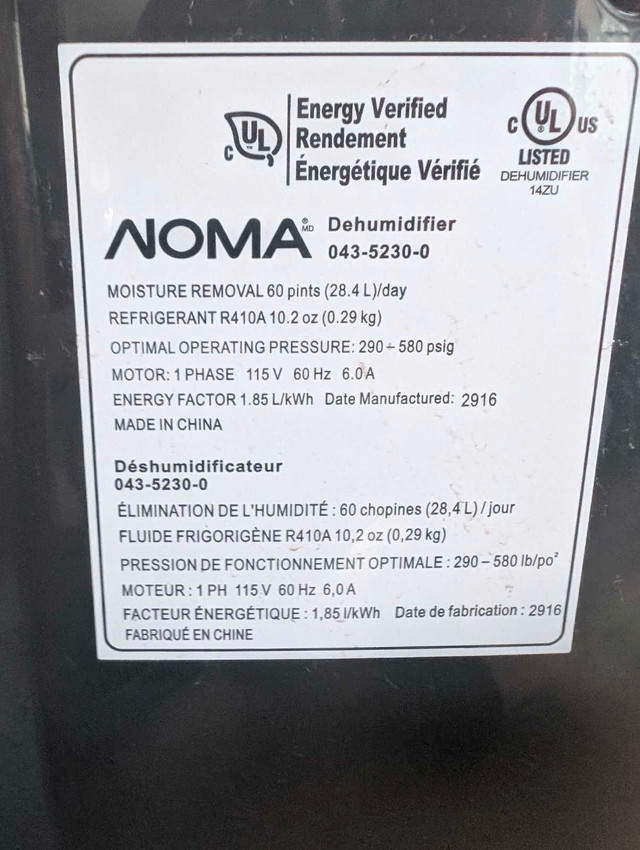 Energy Verified
Rendement
Énergétique Vérifié
C UL TM
C UL ® US
LISTED
DEHUMIDIFIER
14ZU
NOMA ® MD
Dehumidifier
043-5230-0
MOISTURE REMOVAL 60 pints (28.4 L)/day
REFRIGERANT R410A 10.2 oz (0.29 kg)
OPTIMAL OPERATING PRESSURE: 290 – 580 psig
MOTOR: 1 PHASE 115 V 60 Hz 6.0 A
ENERGY FACTOR 1.85 L/kWh Date Manufactured: 2916
MADE IN CHINA
Déshumidificateur
043-5230-0
ÉLIMINATION DE L'HUMIDITÉ : 60 chopines (28,4 L) / jour
FLUIDE FRIGORIGÈNE R410A 10,2 oz (0,29 kg)
PRESSION DE FONCTIONNEMENT OPTIMALE : 290 – 580 lb/po²
MOTEUR : 1 PH 115 V 60 Hz 6,0 A
FACTEUR ÉNERGÉTIQUE : 1,85 l/kWh Date de fabrication : 2916
FABRIQUÉ EN CHINE